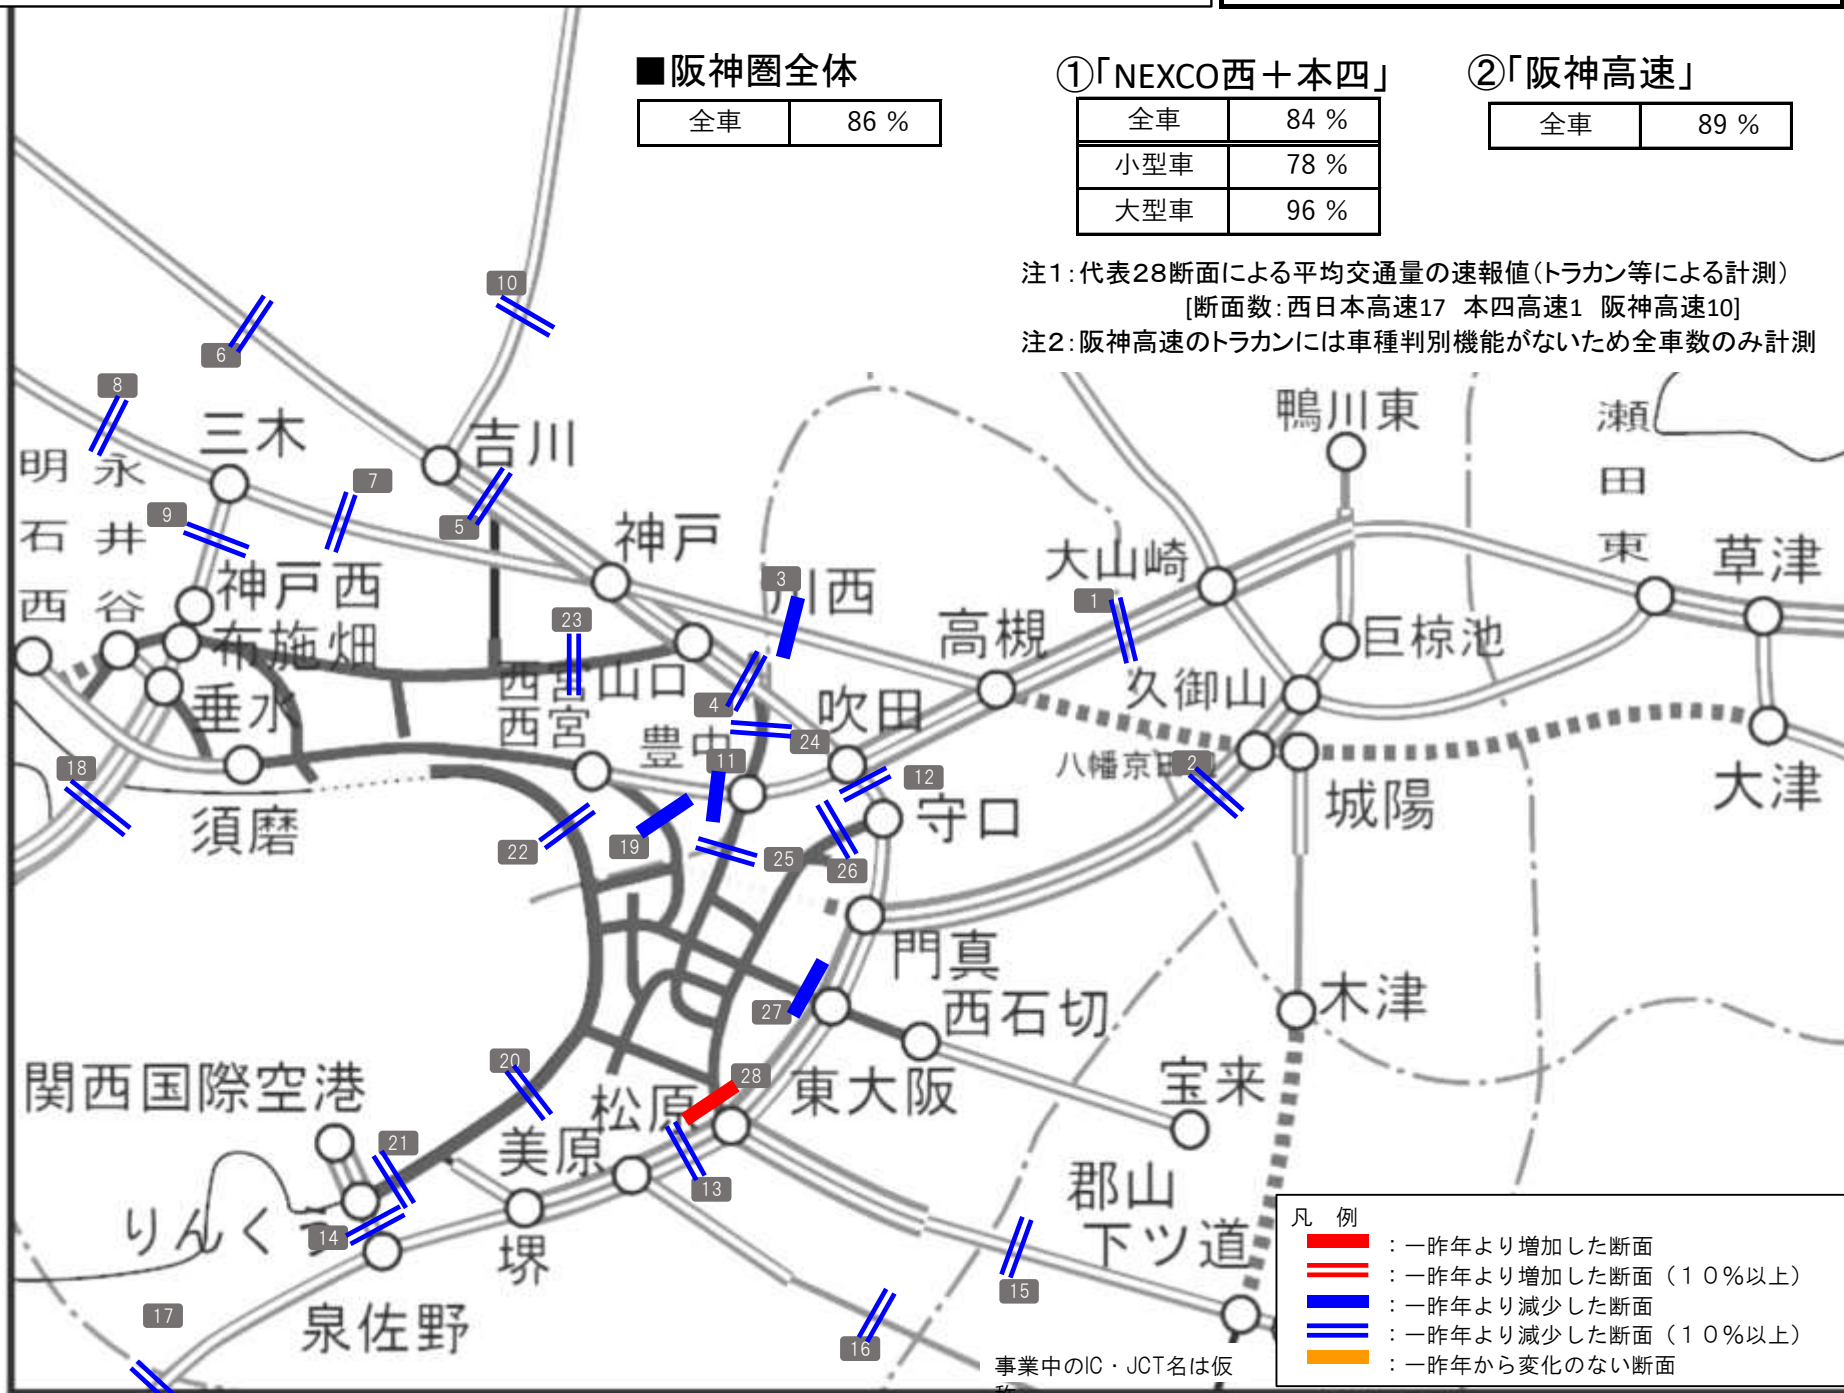 ■阪神圏全体
全車 86 %
①「NEXCO西＋本四」
全車 84 %
小型車 78 %
大型車 96 %
②「阪神高速」
全車 89 %
注1：代表28断面による平均交通量の速報値（トラカン等による計測）
[断面数：西日本高速17 本四高速1 阪神高速10]
注2：阪神高速のトラカンには車種判別機能がないため全車数のみ計測
10
6
8
三木
吉川
鴨川東
瀬田東
明石西
永井谷
7
9
5
神戸
大山崎
草津
3
川西
神戸西
1
高槻
23
布施畑
巨椋池
西宮山口
久御山
4
垂水
西宮
吹田
豊中
24
18
11
八幡京田
2
12
大津
須磨
守口
城陽
22
19
25
26
門真
27
西石切
木津
関西国際空港
20
松原
28
東大阪
宝来
21
美原
13
郡山
下ツ道
りんくう
14
堺
15
17
泉佐野
16
事業中のIC・JCT名は仮
凡 例
：一昨年より増加した断面
：一昨年より増加した断面（１０％以上）
：一昨年より減少した断面
：一昨年より減少した断面（１０％以上）
：一昨年から変化のない断面